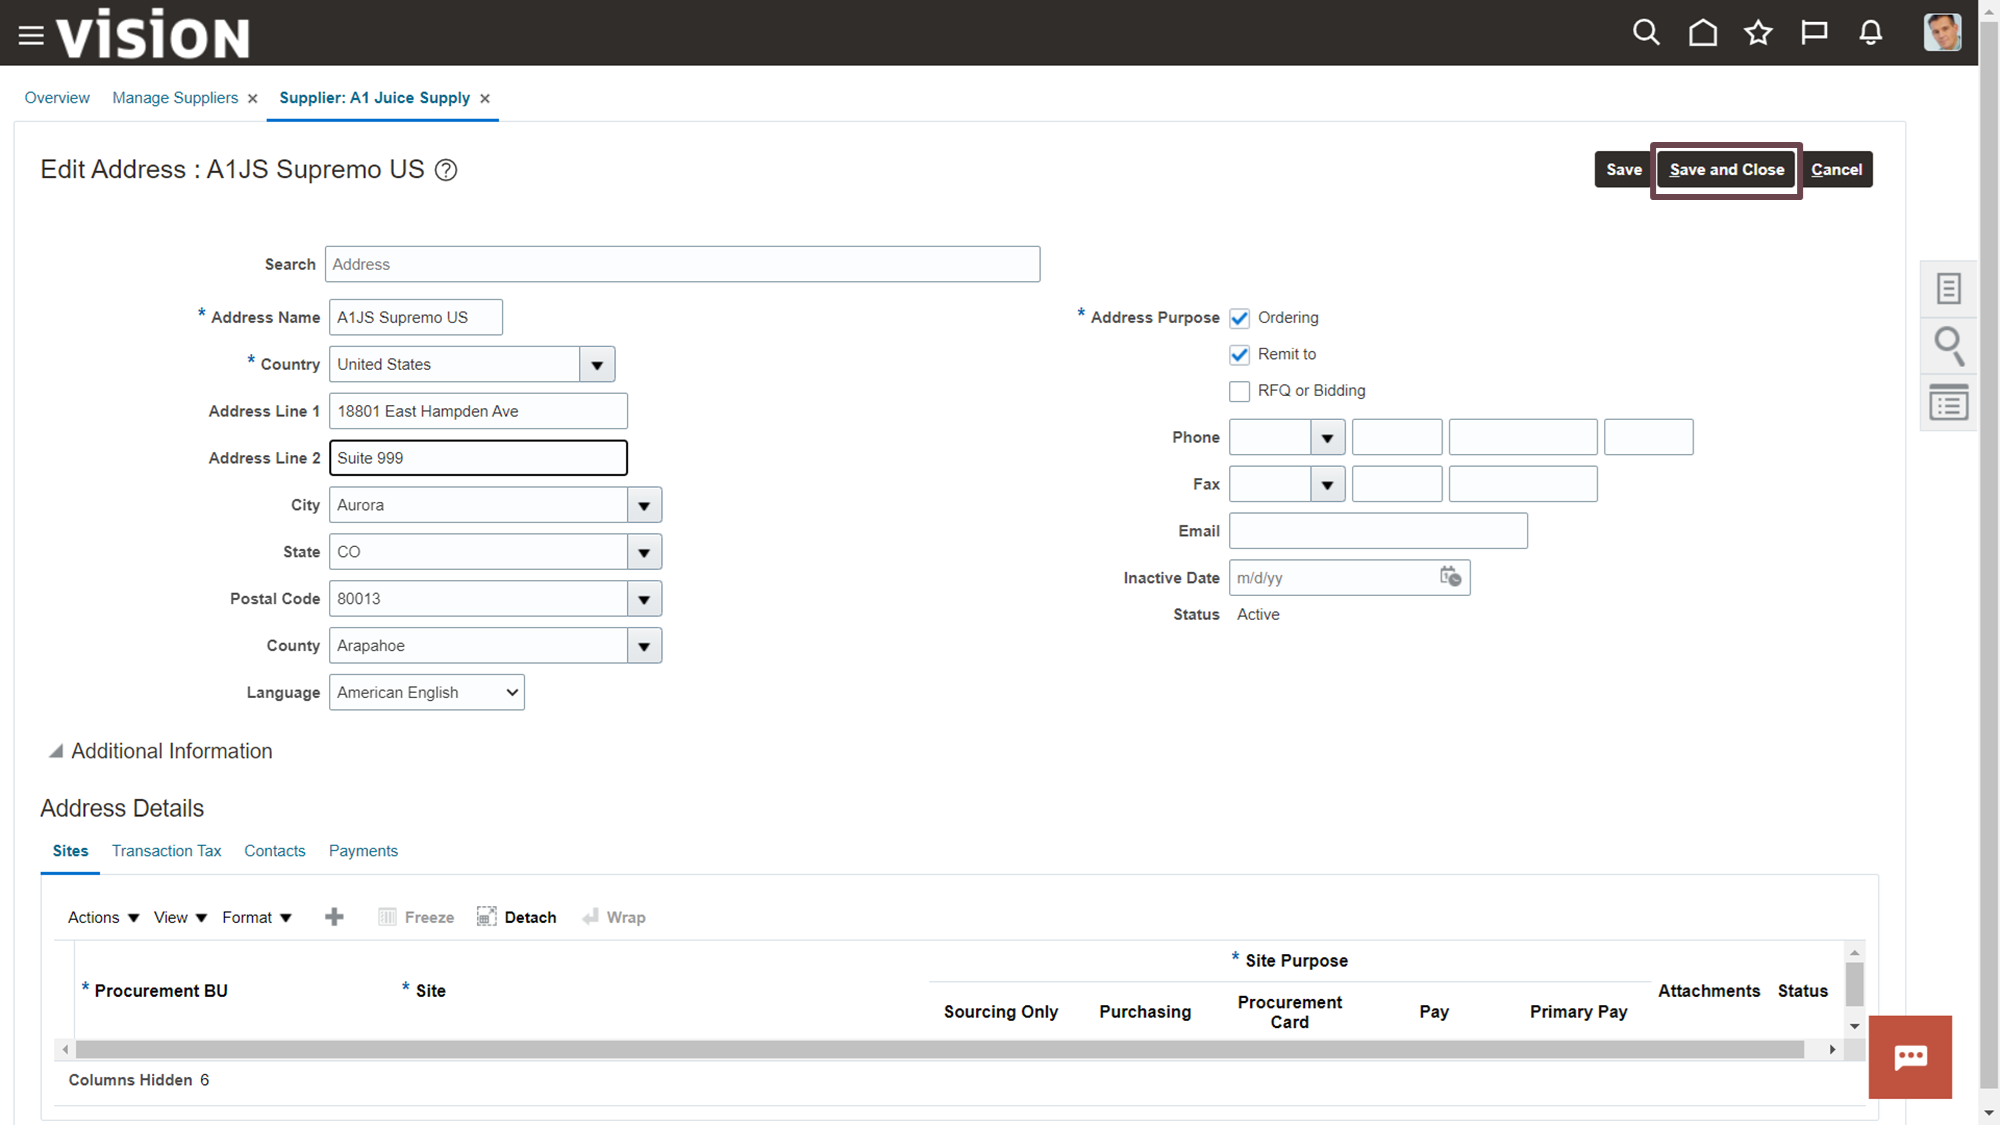 VISION
Overview Manage Suppliers Supplier: A1 Juice Supply
Edit Address : A1JS Supremo US
Save Save and Close Cancel
Search Address
* Address Name A1JS Supremo US
* Country United States
Address Line 1 18801 East Hampden Ave
Address Line 2 Suite 999
City Aurora
State CO
Postal Code 80013
County Arapahoe
Language American English
* Address Purpose Ordering
Remit to
RFQ or Bidding
Phone
Fax
Email
Inactive Date m/d/yy
Status Active
Additional Information
Address Details
Sites Transaction Tax Contacts Payments
Actions View Format Freeze Detach Wrap
* Procurement BU * Site * Site Purpose Attachments Status
Sourcing Only Purchasing Procurement Card Pay Primary Pay
Columns Hidden 6